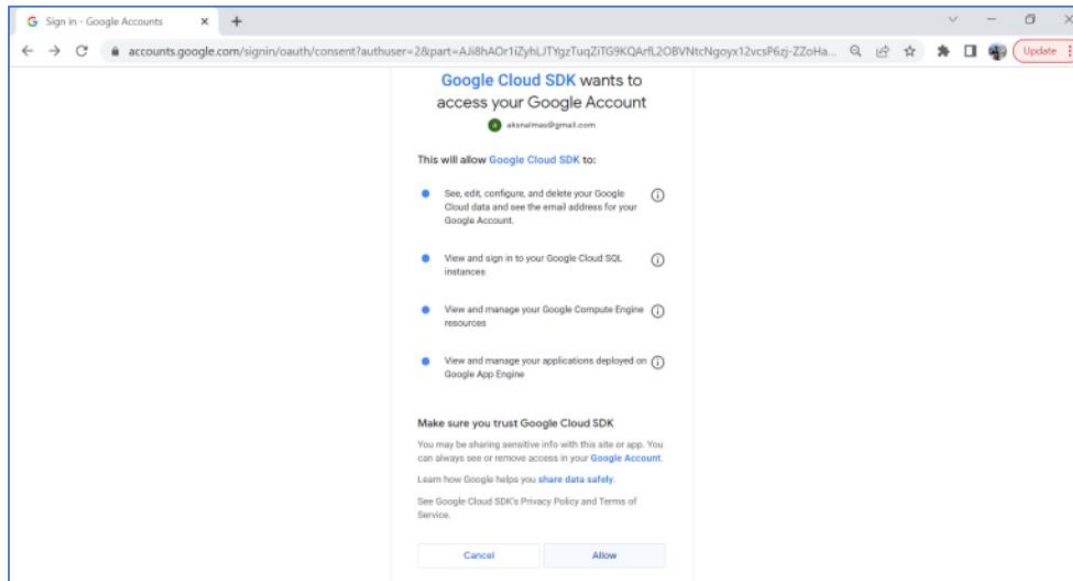 Sign in - Google Accounts
accounts.google.com/signin/oauth/consent?authuser=2&part=AJi8hAOr1iZyhLJTYgzTuqZiTG9KQArfL2OBVNtcNgoyx12vcsP6zj-ZZoHa...
Update
Google Cloud SDK wants to
access your Google Account
a
aksnalmas@gmail.com
This will allow Google Cloud SDK to:
See, edit, configure, and delete your Google
Cloud data and see the email address for your
Google Account.
View and sign in to your Google Cloud SQL
instances
View and manage your Google Compute Engine
resources
View and manage your applications deployed on
Google App Engine
Make sure you trust Google Cloud SDK
You may be sharing sensitive info with this site or app. You
can always see or remove access in your Google Account.
Learn how Google helps you share data safely.
See Google Cloud SDK's Privacy Policy and Terms of
Service.
Cancel
Allow